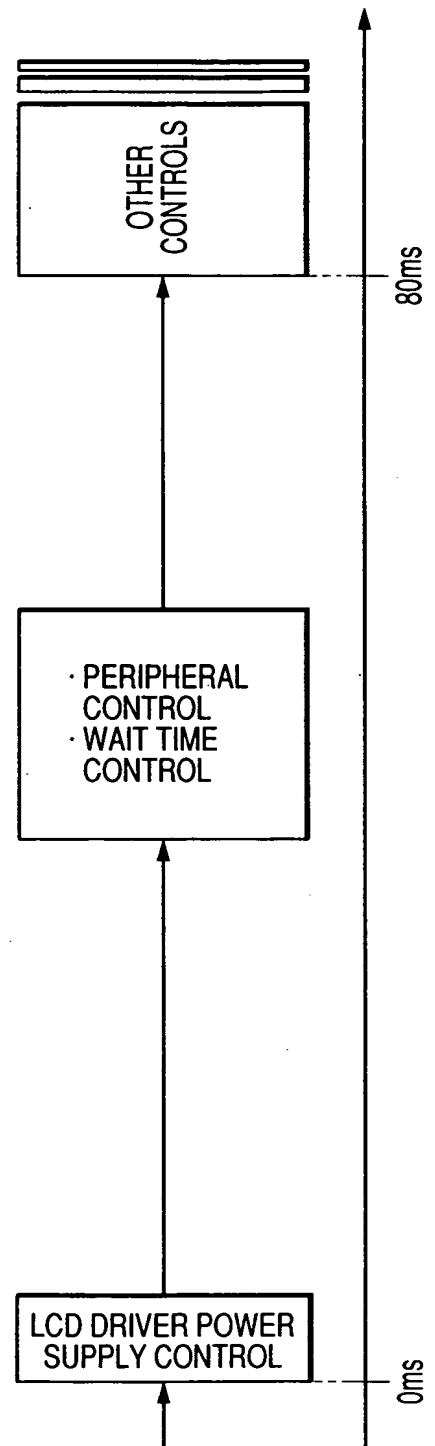 OTHER
CONTROLS
80ms
· PERIPHERAL
CONTROL
· WAIT TIME
CONTROL
LCD DRIVER POWER
SUPPLY CONTROL
0ms